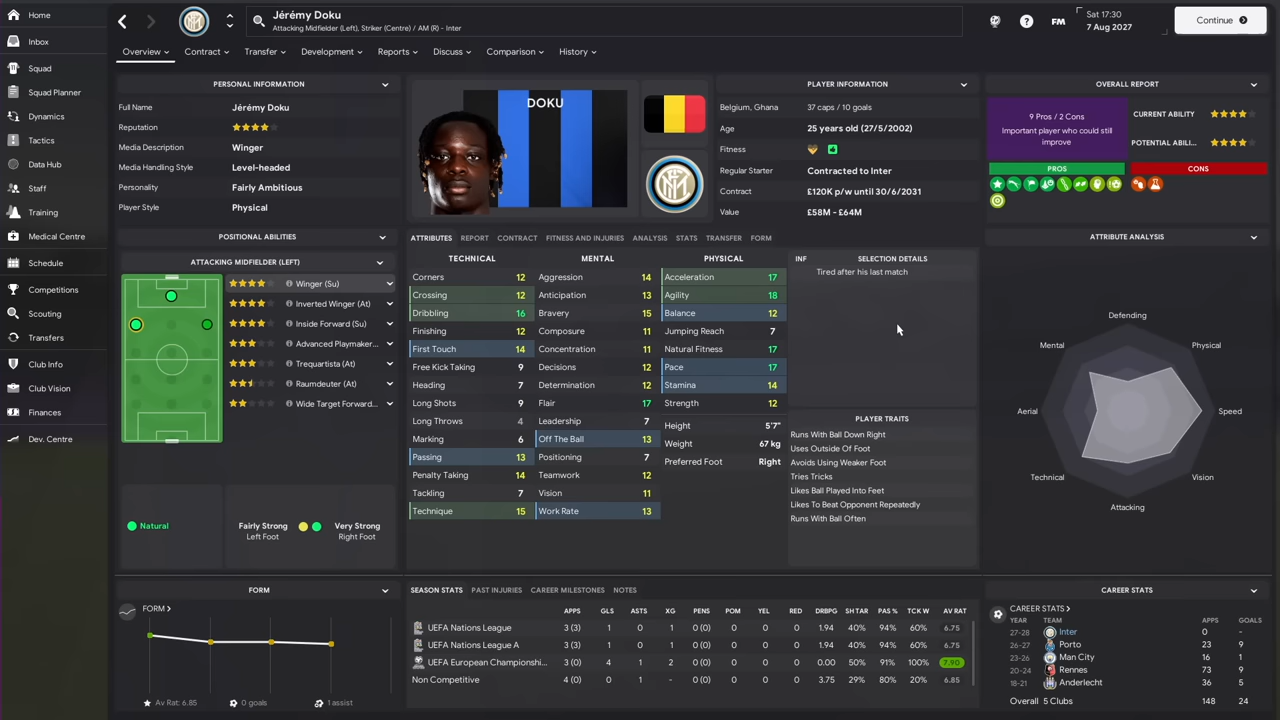 Home
Inbox
Squad
Squad Planner
Dynamics
Tactics
Data Hub
Staff
Training
Medical Centre
Schedule
Competitions
Scouting
Transfers
Club Info
Club Vision
Finances
Dev. Centre
Jérémy Doku
Attacking Midfielder (Left), Striker (Centre) / AM (R) - Inter
FM
Sat 17:30
7 Aug 2027
Continue
Overview
Contract
Transfer
Development
Reports
Discuss
Comparison
History
PERSONAL INFORMATION
Full Name Jérémy Doku
Reputation
Media Description Winger
Media Handling Style Level-headed
Personality Fairly Ambitious
Player Style Physical
DOKU
PLAYER INFORMATION
Belgium, Ghana 37 caps / 10 goals
Age 25 years old (27/5/2002)
Fitness
Regular Starter Contracted to Inter
Contract £120K p/w until 30/6/2031
Value £58M - £64M
OVERALL REPORT
9 Pros / 2 Cons
Important player who could still
improve
CURRENT ABILITY
POTENTIAL ABILI...
PROS CONS
POSITIONAL ABILITIES
ATTACKING MIDFIELDER (LEFT)
Winger (Su)
Inverted Winger (At)
Inside Forward (Su)
Advanced Playmaker...
Trequartista (At)
Raumdeuter (At)
Wide Target Forward...
Natural
Fairly Strong
Left Foot
Very Strong
Right Foot
ATTRIBUTES REPORT CONTRACT FITNESS AND INJURIES ANALYSIS STATS TRANSFER FORM
TECHNICAL
Corners 12
Crossing 12
Dribbling 16
Finishing 12
First Touch 14
Free Kick Taking 9
Heading 7
Long Shots 9
Long Throws 4
Marking 6
Passing 13
Penalty Taking 14
Tackling 7
Technique 15
MENTAL
Aggression 14
Anticipation 13
Bravery 15
Composure 11
Concentration 11
Decisions 12
Determination 12
Flair 17
Leadership 7
Off The Ball 13
Positioning 7
Teamwork 12
Vision 11
Work Rate 13
PHYSICAL
Acceleration 17
Agility 18
Balance 12
Jumping Reach 7
Natural Fitness 17
Pace 17
Stamina 14
Strength 12
Height 5'7"
Weight 67 kg
Preferred Foot Right
INF SELECTION DETAILS
Tired after his last match
PLAYER TRAITS
Runs With Ball Down Right
Uses Outside Of Foot
Avoids Using Weaker Foot
Tries Tricks
Likes Ball Played Into Feet
Likes To Beat Opponent Repeatedly
Runs With Ball Often
ATTRIBUTE ANALYSIS
Defending
Physical
Speed
Vision
Attacking
Technical
Aerial
Mental
FORM
FORM
Av Rat: 6.85 0 goals 1 assist
SEASON STATS PAST INJURIES CAREER MILESTONES NOTES
APPS GLS ASTS XG PENS POM YEL RED DRBPG SH TAR PAS % TCK W AV RAT
UEFA Nations League 3 (3) 1 0 1 0 (0) 0 0 0 1.94 40% 94% 60% 6.75
UEFA Nations League A 3 (3) 1 0 1 0 (0) 0 0 0 1.94 40% 94% 60% 6.75
UEFA European Championshi... 3 (0) 4 1 2 0 (0) 0 0 0 0.00 50% 91% 100% 7.90
Non Competitive 4 (0) 0 1 - 0 (0) 0 0 0 3.75 29% 80% 20% 6.85
CAREER STATS
CAREER STATS
YEAR TEAM APPS GOALS
27-28 Inter 0 -
26-27 Porto 23 9
23-26 Man City 16 1
20-24 Rennes 73 9
18-21 Anderlecht 36 5
Overall 5 Clubs 148 24